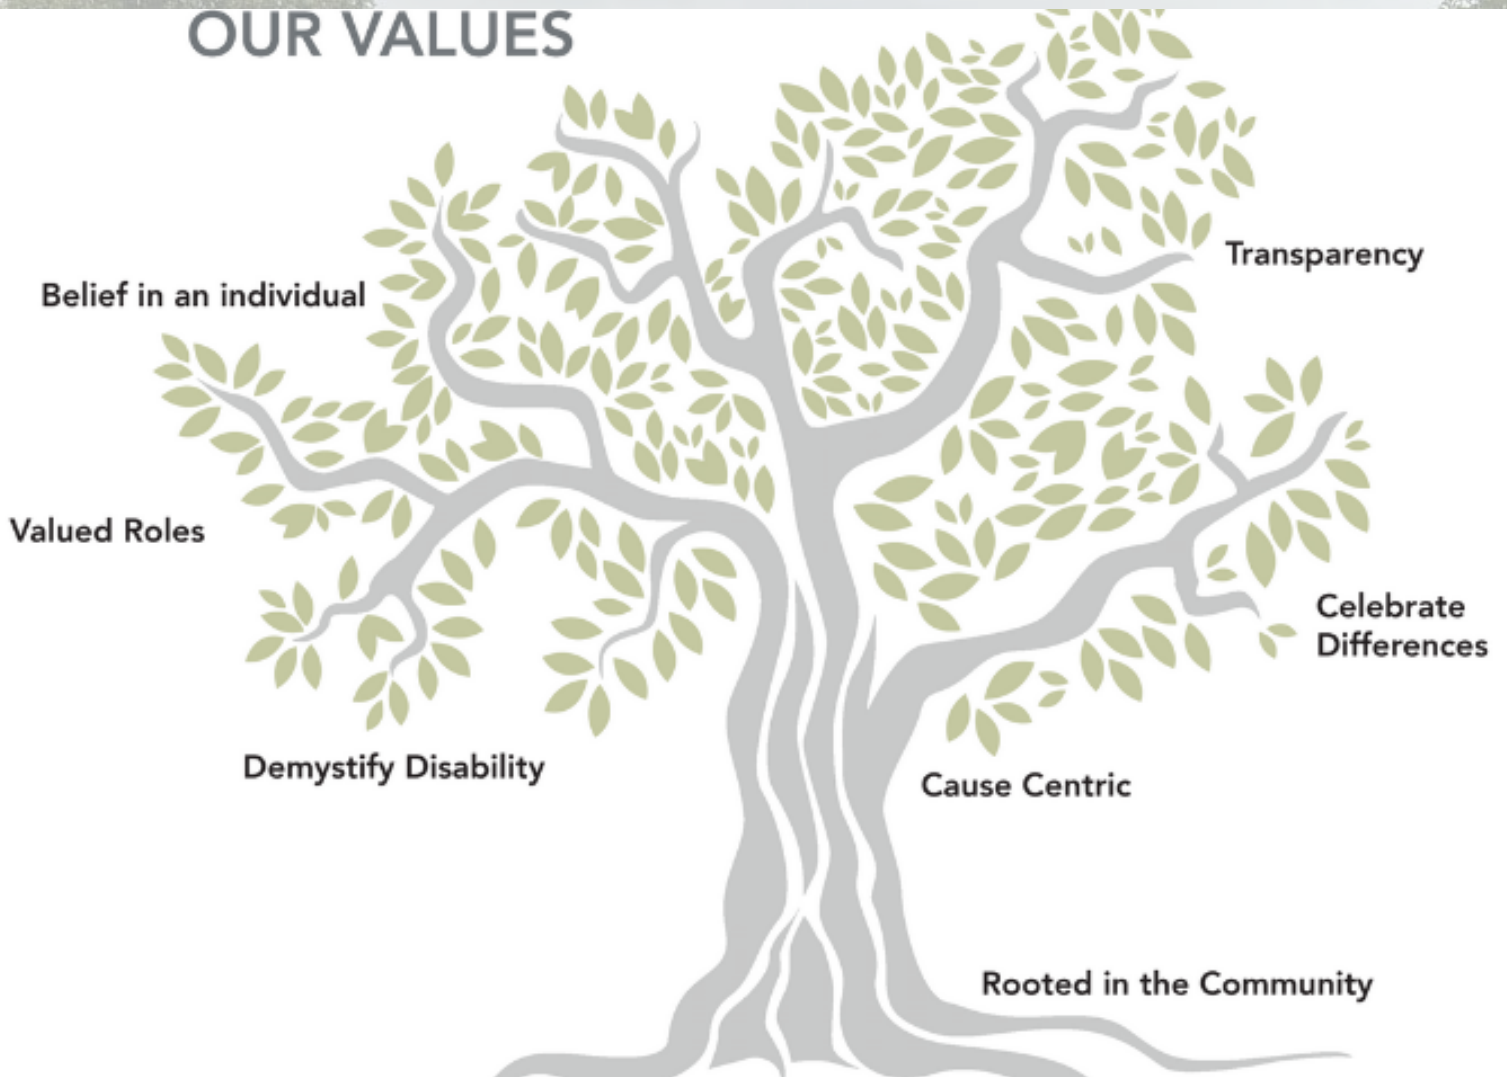 OUR VALUES
Transparency
Belief in an individual
Valued Roles
Celebrate
Differences
Demystify Disability
Cause Centric
Rooted in the Community